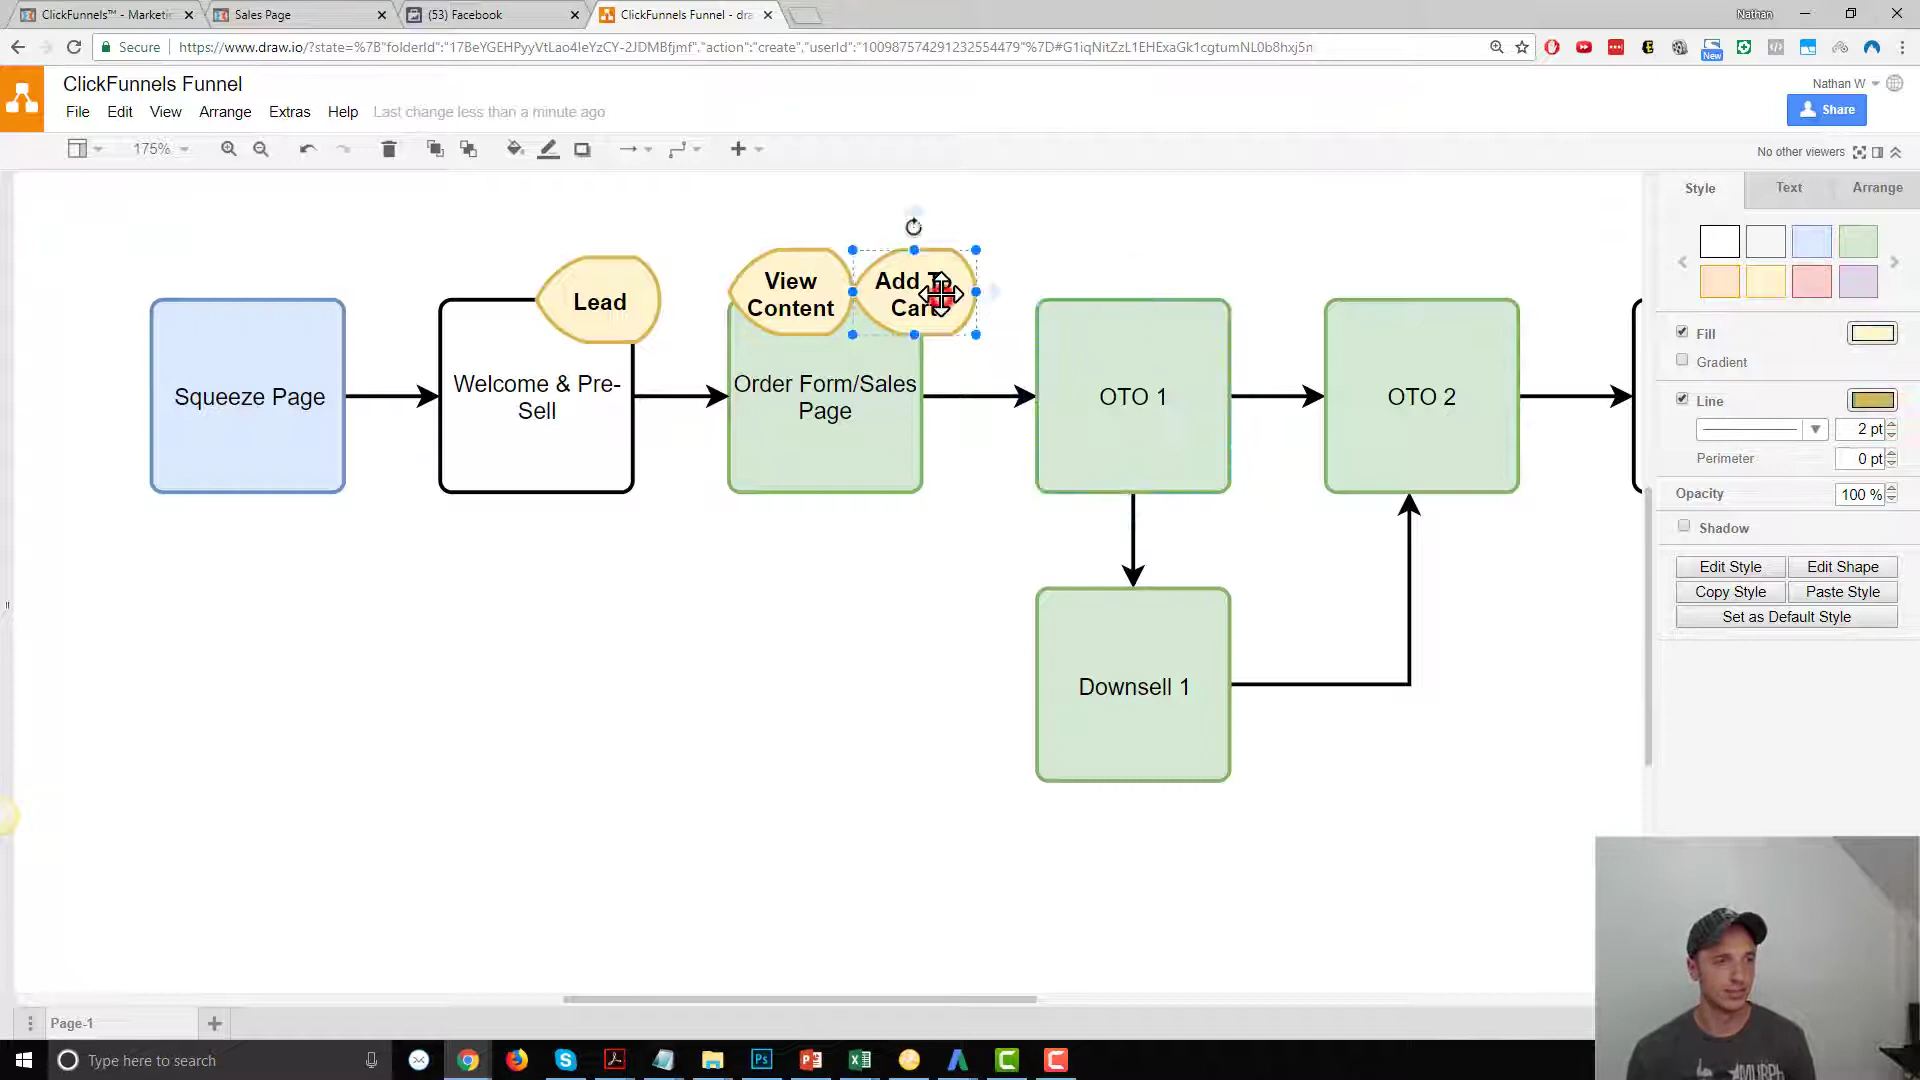 ClickFunnels™ - Marketi
Sales Page
(53) Facebook
ClickFunnels Funnel - dra
Nathan
Secure
https://www.draw.io/?state=%7B"folderId":"17BeYGEHPyyVtLao4leYzCY-2JDMBfjmf","action":"create","userId":"100987574291232554479"%7D#G1iqNitZzL1EHExaGk1cgtumNL0b8hxj5n
New
ClickFunnels Funnel
Nathan W
File
Edit
View
Arrange
Extras
Help
Last change less than a minute ago
Share
175%
No other viewers
Style
Text
Arrange
View
Content
Add To
Cart
Lead
Squeeze Page
Welcome & Pre-
Sell
Order Form/Sales
Page
OTO 1
OTO 2
Downsell 1
Fill
Gradient
Line
2 pt
Perimeter
0 pt
Opacity
100 %
Shadow
Edit Style
Edit Shape
Copy Style
Paste Style
Set as Default Style
Page-1
Type here to search
Ps